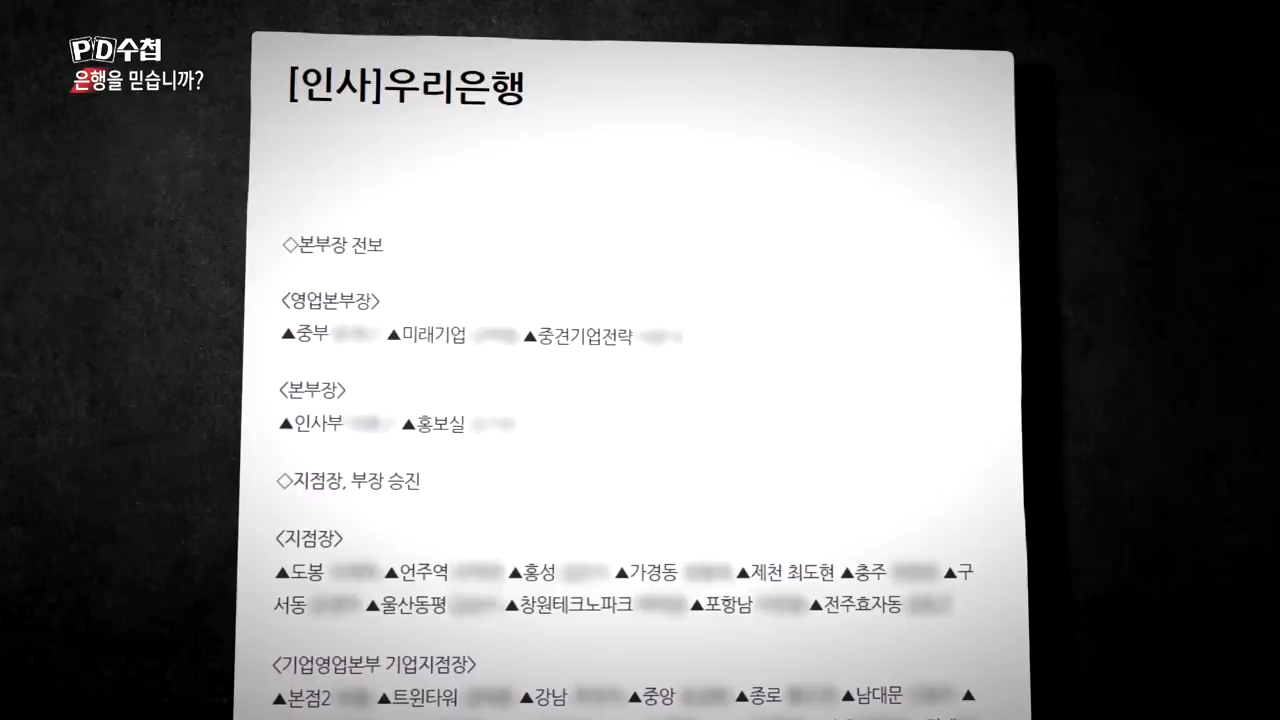 PD수첩
은행을 믿습니까?
[인사]우리은행
◇본부장 전보
<영업본부장>
▲중부 ▲미래기업 ▲중견기업전략
<본부장>
▲인사부 ▲홍보실
◇지점장, 부장 승진
<지점장>
▲도봉 ▲언주역 ▲홍성 ▲가경동 ▲제천 최도현 ▲충주 ▲구
서동 ▲울산동평 ▲창원테크노파크 ▲포항남 ▲전주효자동
<기업영업본부 기업지점장>
▲본점2 ▲트윈타워 ▲강남 ▲중앙 ▲종로 ▲남대문 ▲